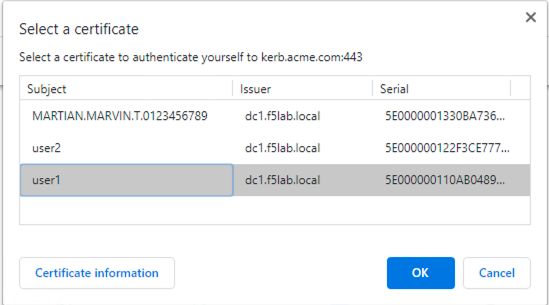 Select a certificate
Select a certificate to authenticate yourself to kerb.acme.com:443
Subject Issuer Serial
MARTIAN.MARVIN.T.0123456789 dc1.f5lab.local 5E0000001330BA736...
user2 dc1.f5lab.local 5E000000122F3CE777...
user1 dc1.f5lab.local 5E000000110AB0489...
Certificate information OK Cancel